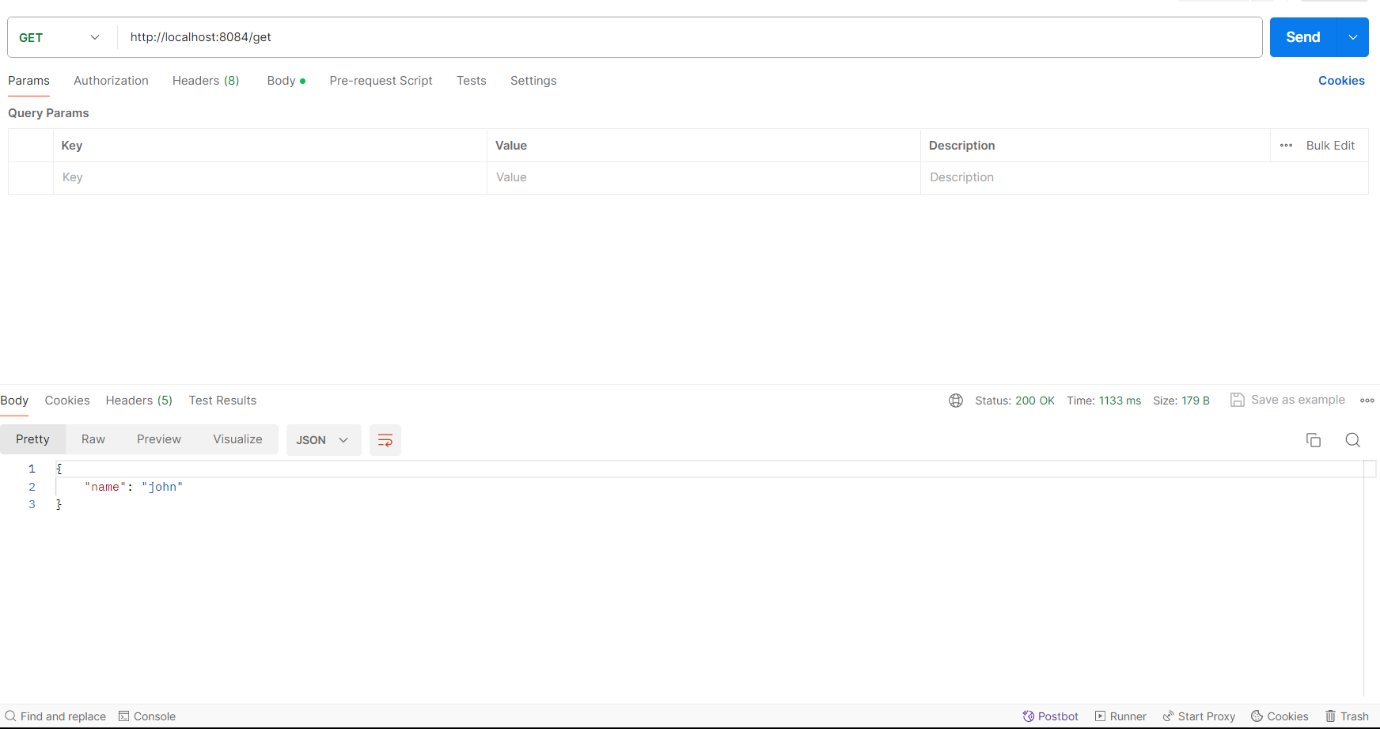 GET http://localhost:8084/get Send
Params Authorization Headers (8) Body Pre-request Script Tests Settings Cookies
Query Params
Key Value Description Bulk Edit
Key Value Description
Body Cookies Headers (5) Test Results Status: 200 OK Time: 1133 ms Size: 179 B Save as example
Pretty Raw Preview Visualize JSON
1 {
2 "name": "john"
3 }
Find and replace Console Postbot Runner Start Proxy Cookies Trash